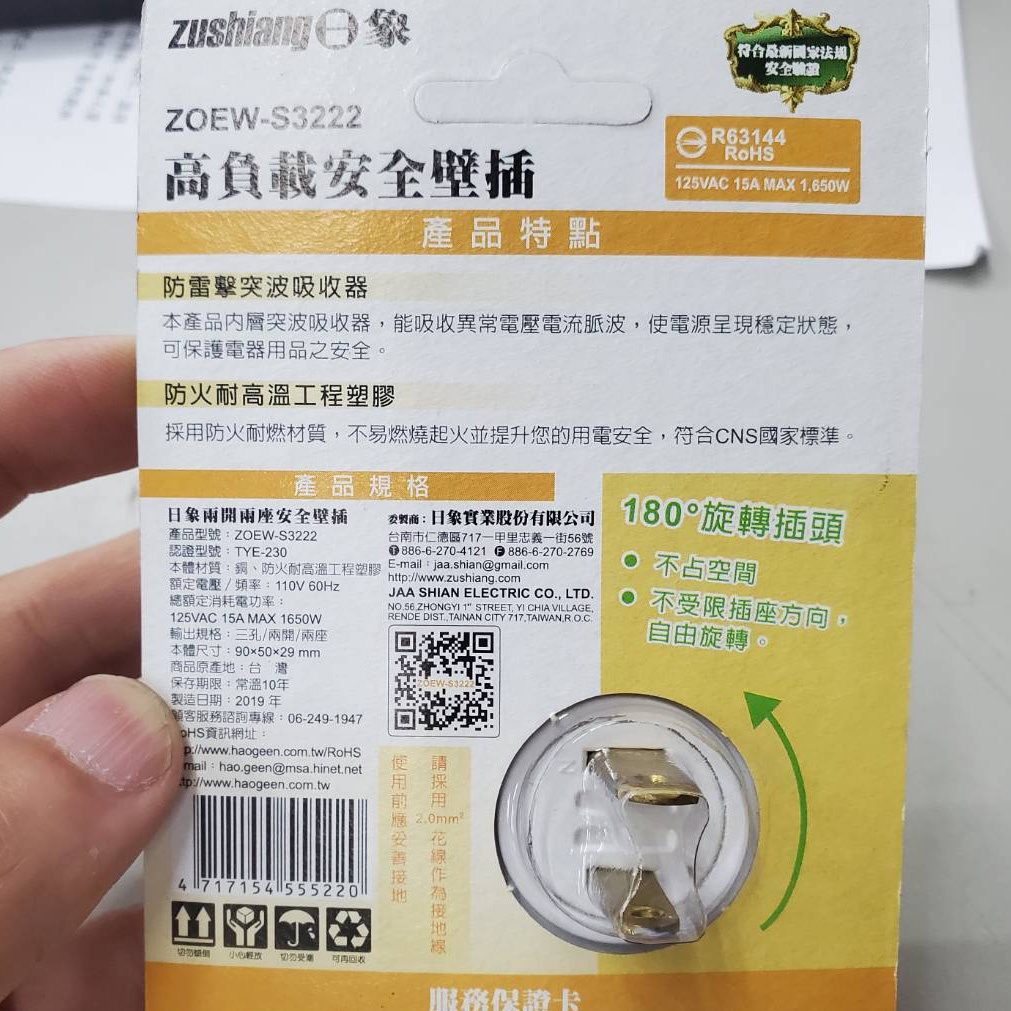 zushiang日象
符合最新國家法規
安全驗證
ZOEW-S3222
R63144
RoHS
125VAC 15A MAX 1,650W
高負載安全壁插
產品特點
防雷擊突波吸收器
本產品內層突波吸收器，能吸收異常電壓電流脈波，使電源呈現穩定狀態，
可保護電器用品之安全。
防火耐高溫工程塑膠
採用防火耐燃材質，不易燃燒起火並提升您的用電安全，符合CNS國家標準。
產品規格
日象兩開兩座安全壁插
產品型號：ZOEW-S3222
認證型號：TYE-230
本體材質：銅、防火耐高溫工程塑膠
額定電壓/頻率：110V 60Hz
總額定消耗電功率：
125VAC 15A MAX 1650W
輸出規格：三孔/兩開/兩座
本體尺寸：90×50×29 mm
商品原產地：台 灣
保存期限：常溫10年
製造日期：2019 年
顧客服務諮詢專線：06-249-1947
oHS資訊網址：
p://www.haogeen.com.tw/RoHS
mail：hao.geen@msa.hinet.net
tp://www.haogeen.com.tw
委製商：日象實業股份有限公司
台南市仁德區717一甲里忠義一街56號
T 886-6-270-4121 F 886-6-270-2769
E-mail：jaa.shian@gmail.com
http://www.zushiang.com
JAA SHIAN ELECTRIC CO., LTD.
NO.56,ZHONGYI 1ST STREET, YI CHIA VILLAGE,
RENDE DIST.,TAINAN CITY 717,TAIWAN,R.O.C.
ZOEW-S3222
180°旋轉插頭
● 不占空間
● 不受限插座方向，
自由旋轉。
請採用2.0mm²花線作為接地線
使用前應妥善接地
4 717154 555220
切勿顛倒
小心輕放
切勿受潮
可再回收
服務保證卡